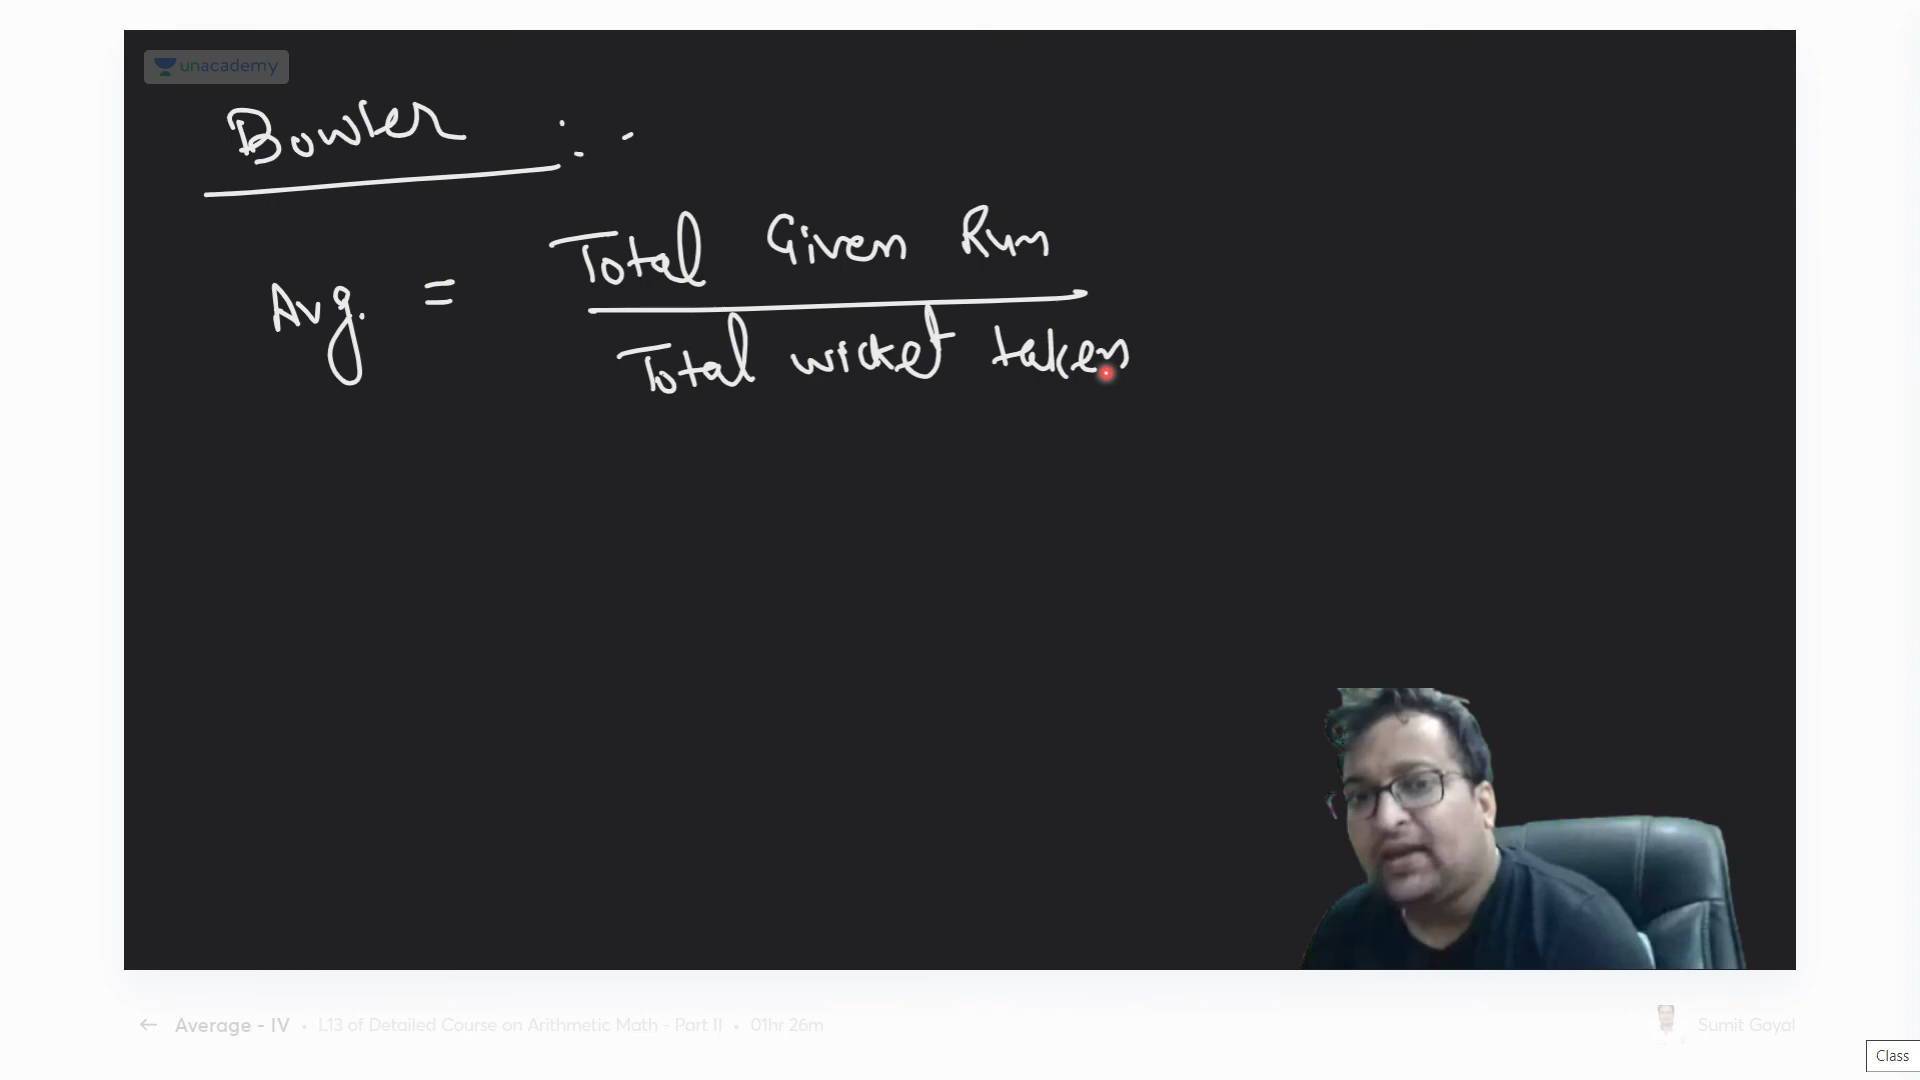 unacademy
Bowler :-
Avg. = Total Given Run
Total wicket taken
Average - IV • L13 of Detailed Course on Arithmetic Math - Part II • 01hr 26m
Sumit Goyal
Class